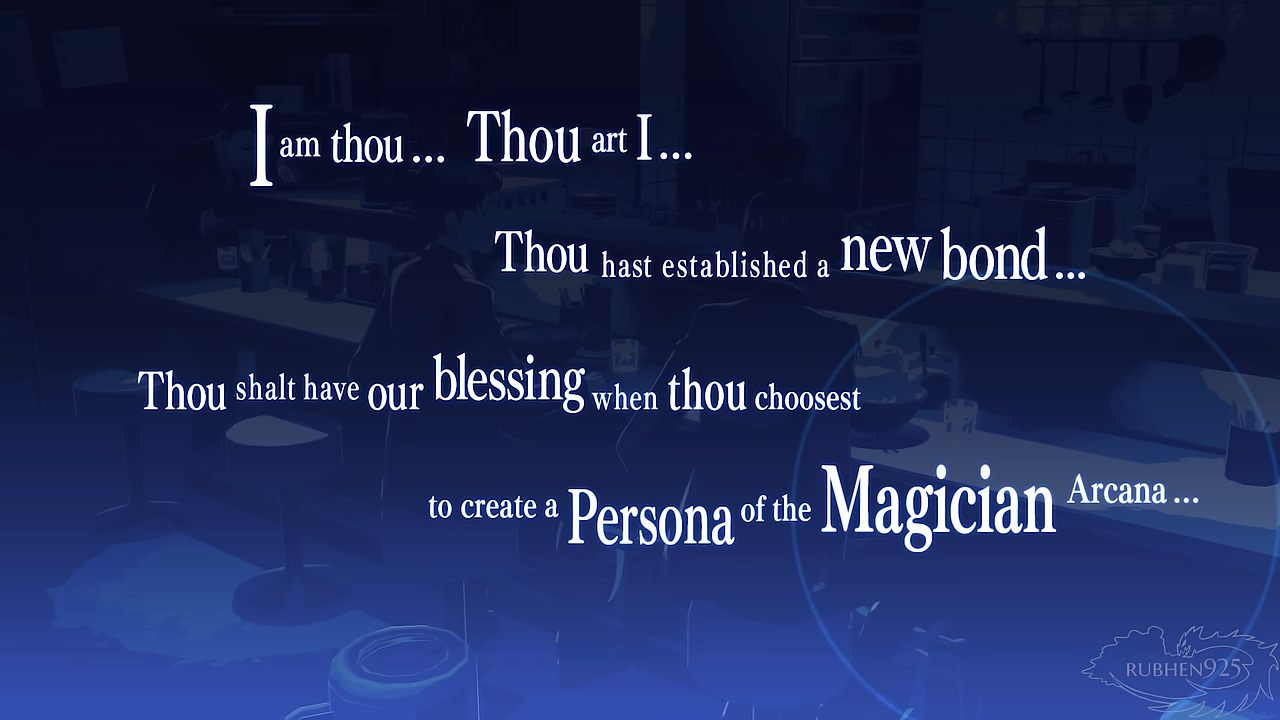 I am thou... Thou art I...
Thou hast established a new bond...
Thou shalt have our blessing when thou choosest
to create a Persona of the Magician Arcana...
RUBHEN925